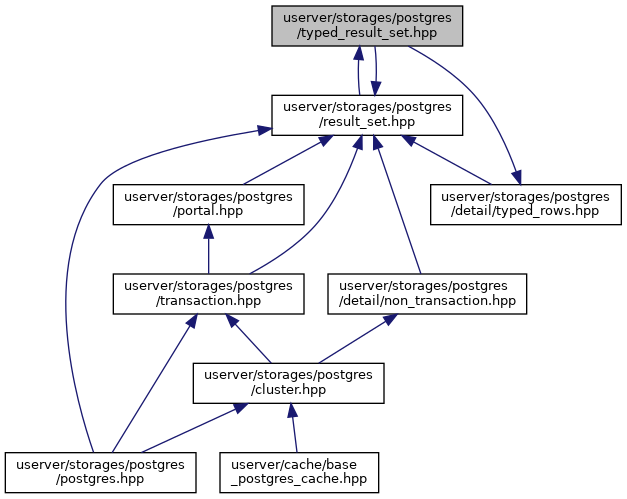 userver/storages/postgres
/typed_result_set.hpp
userver/storages/postgres
/result_set.hpp
userver/storages/postgres
/portal.hpp
userver/storages/postgres
/detail/typed_rows.hpp
userver/storages/postgres
/transaction.hpp
userver/storages/postgres
/detail/non_transaction.hpp
userver/storages/postgres
/cluster.hpp
userver/storages/postgres
/postgres.hpp
userver/cache/base
_postgres_cache.hpp